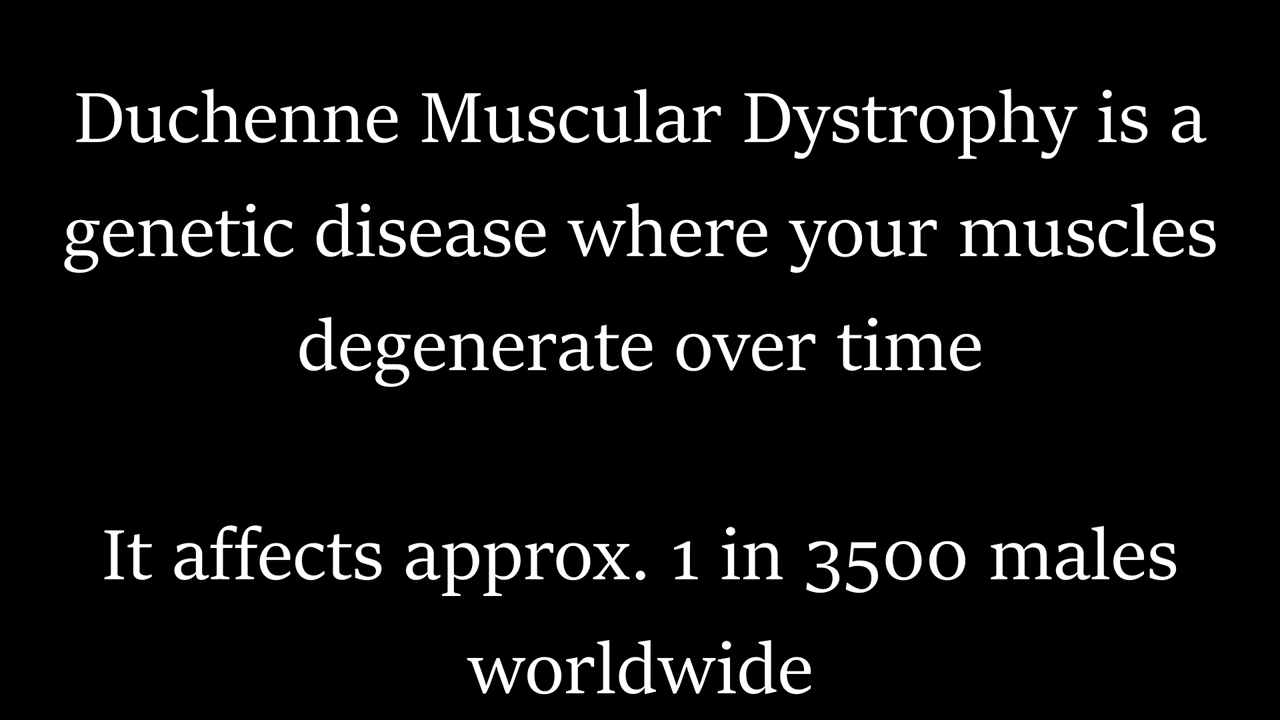 Duchenne Muscular Dystrophy is a
genetic disease where your muscles
degenerate over time
It affects approx. 1 in 3500 males
worldwide